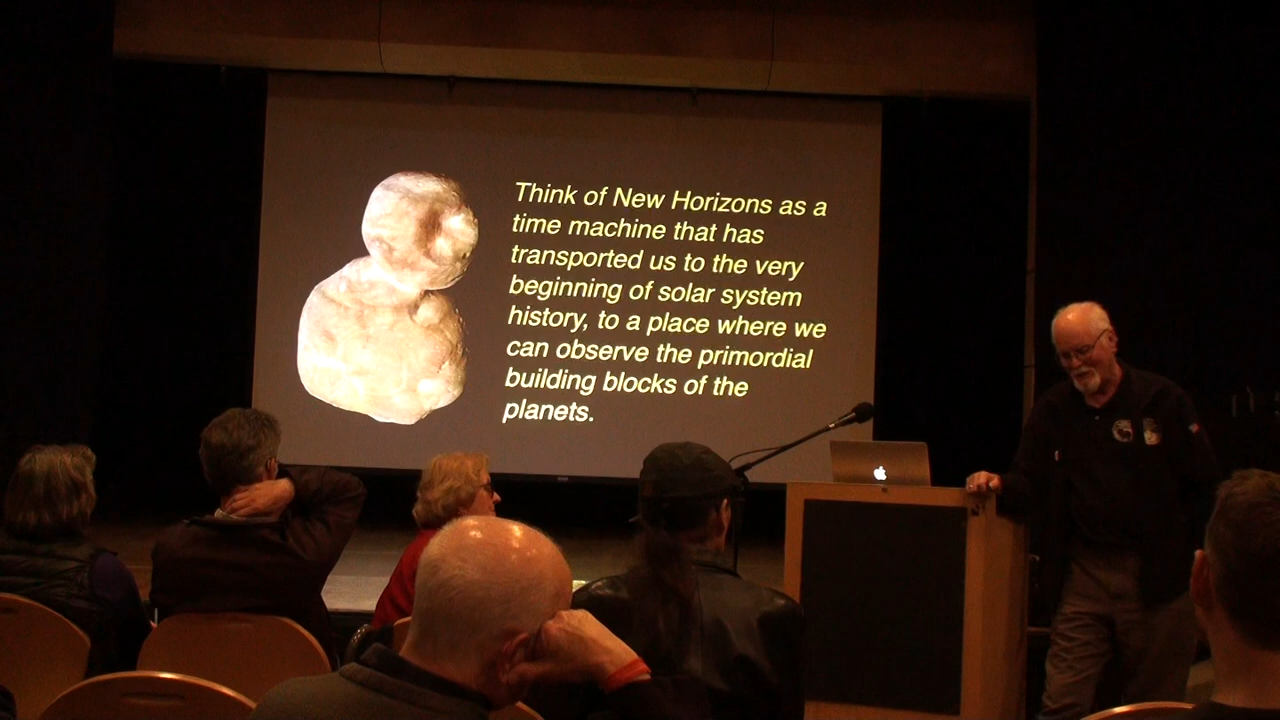 Think of New Horizons as a
time machine that has
transported us to the very
beginning of solar system
history, to a place where we
can observe the primordial
building blocks of the
planets.